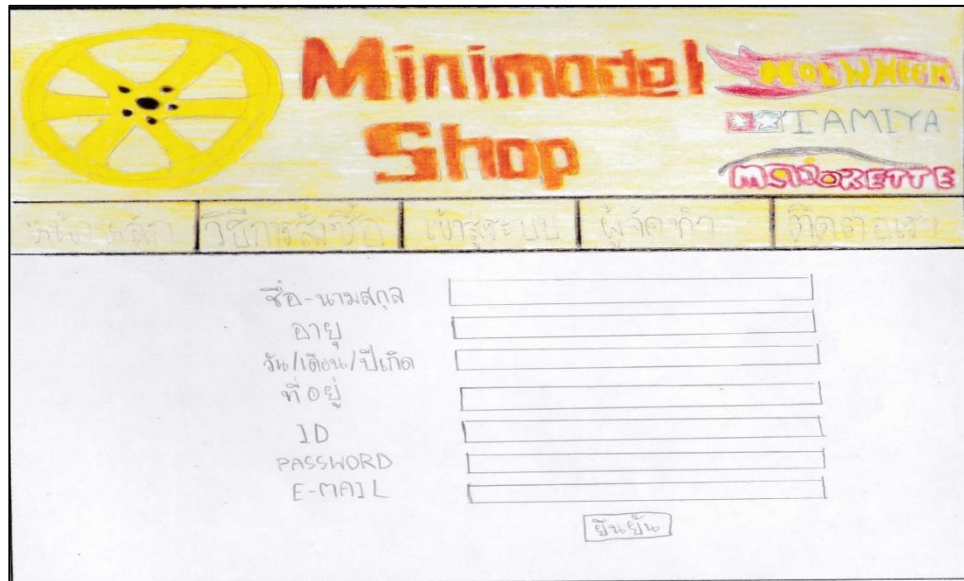 Minimodel
Shop
HOT WHEELS
TAMIYA
MSHORETTE
หน้าหลัก วิธีการสั่งซื้อ เข้าสู่ระบบ ผู้จัดทำ ติดต่อเรา
ชื่อ-นามสกุล
อายุ
วัน/เดือน/ปีเกิด
ที่อยู่
ID
PASSWORD
E-MAIL
ยืนยัน